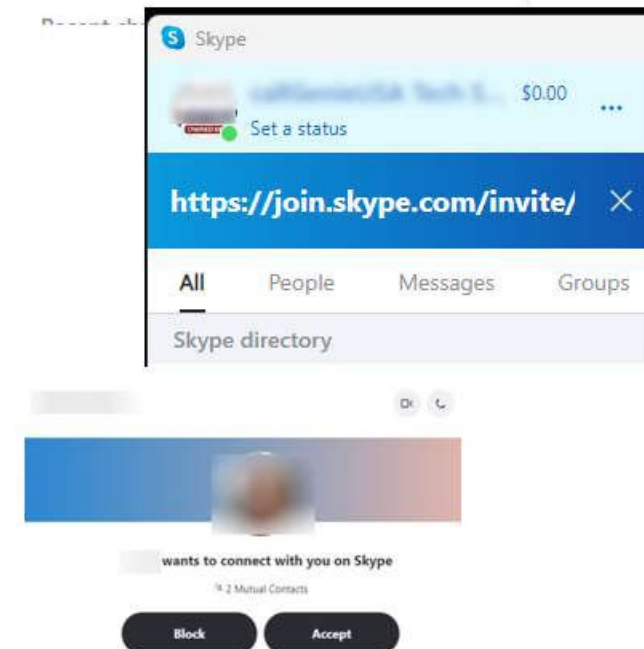 Skype
$0.00
...
Set a status
https://join.skype.com/invite/
All People Messages Groups
Skype directory
wants to connect with you on Skype
2 Mutual Contacts
Block Accept